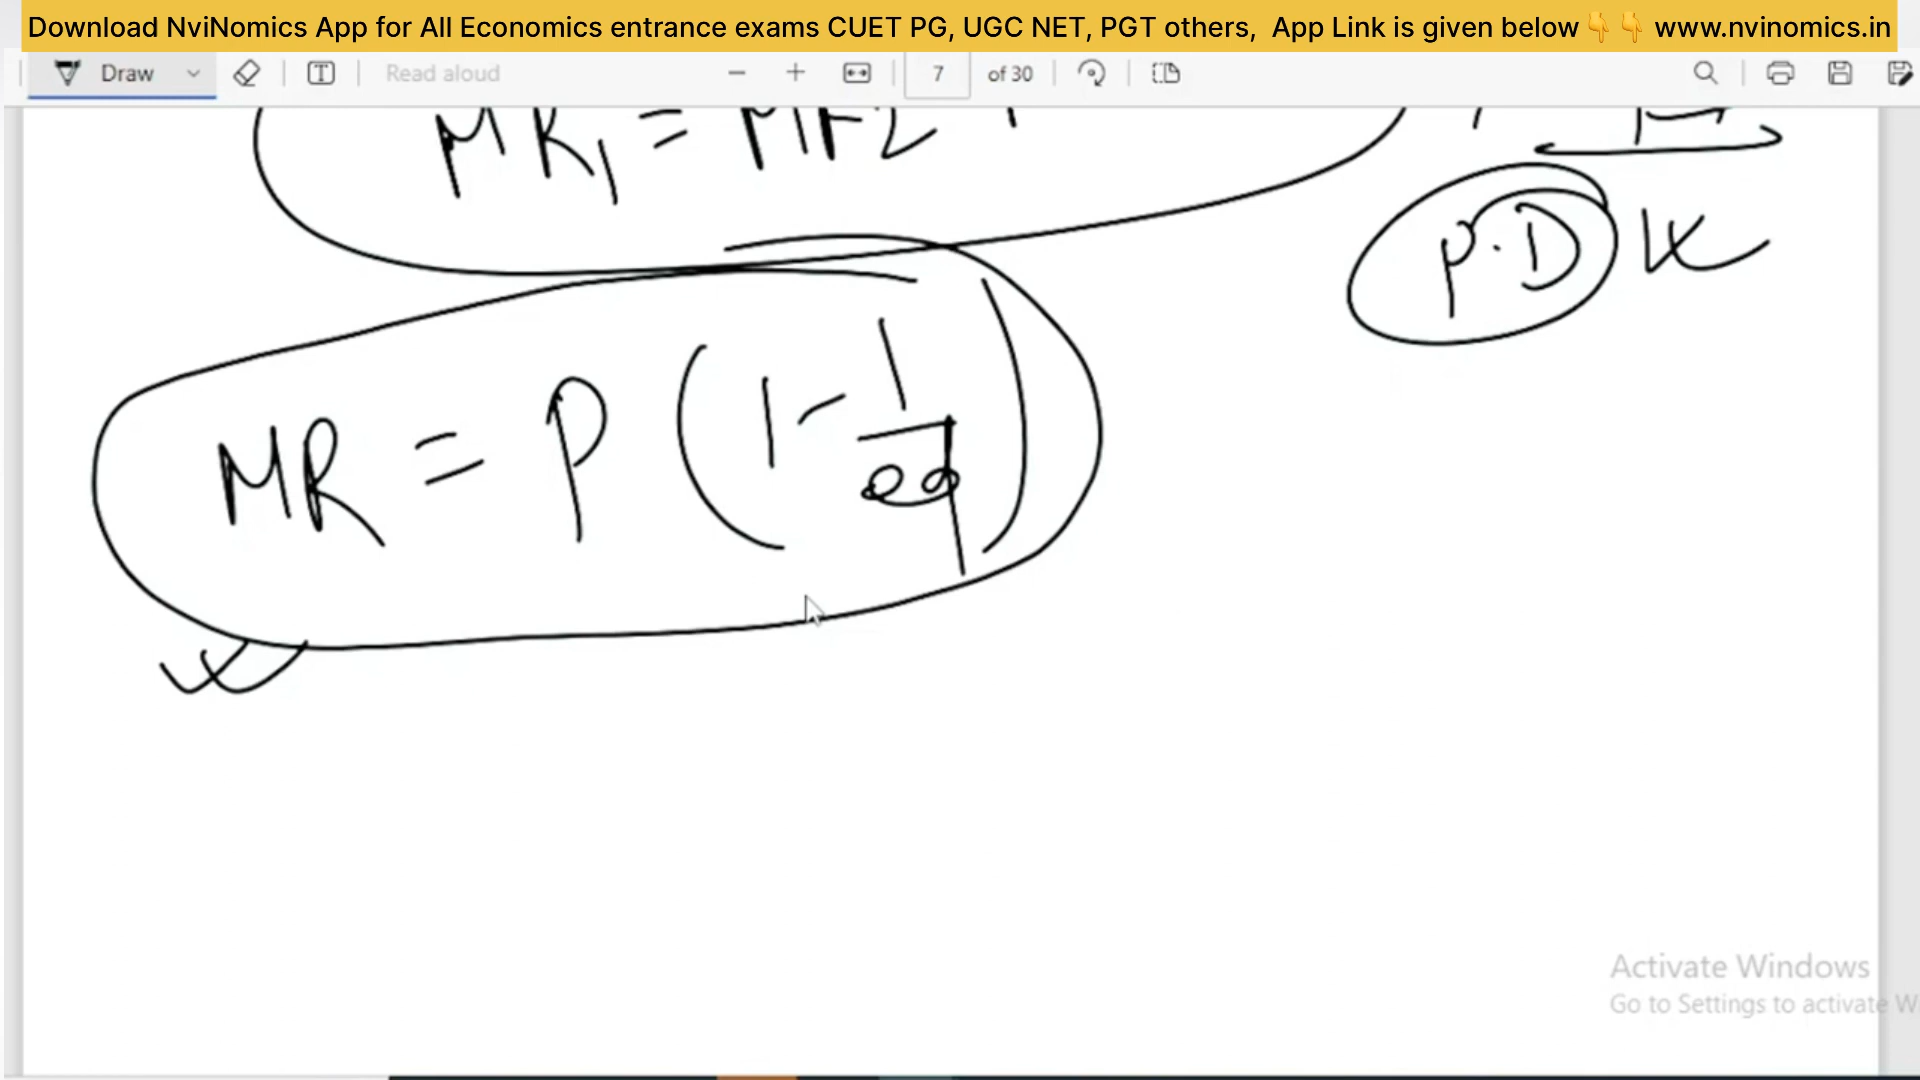 Download NviNomics App for All Economics entrance exams CUET PG, UGC NET, PGT others, App Link is given below👇👇 www.nvinomics.in
Draw Read aloud 7 of 30
MR₁ =
P.D
MR = P (1 - 1/eq)
Activate Windows
Go to Settings to activate W